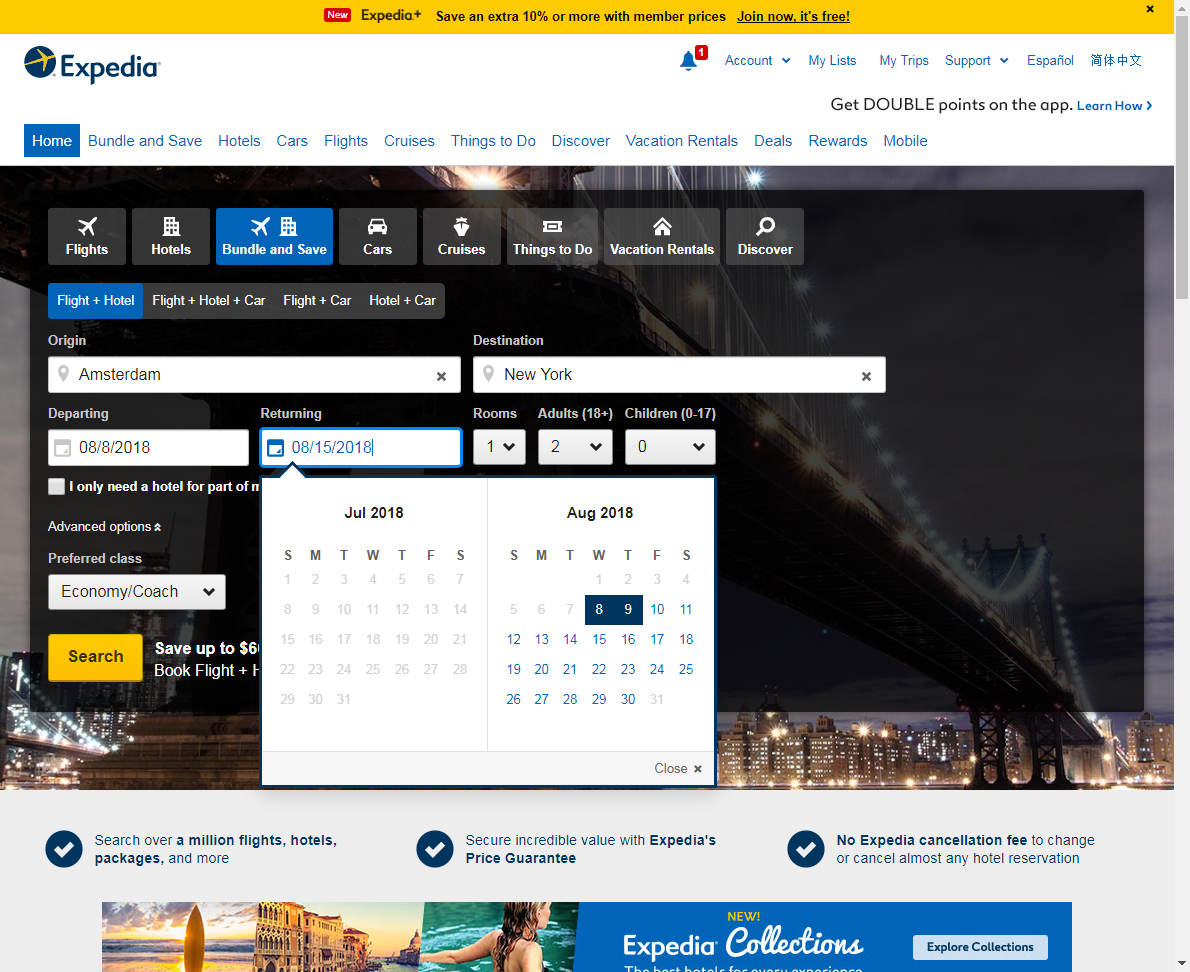 New Expedia+ Save an extra 10% or more with member prices Join now, it's free!
Expedia
1 Account My Lists My Trips Support Español 简体中文
Get DOUBLE points on the app. Learn How
Home Bundle and Save Hotels Cars Flights Cruises Things to Do Discover Vacation Rentals Deals Rewards Mobile
Flights Hotels Bundle and Save Cars Cruises Things to Do Vacation Rentals Discover
Flight + Hotel Flight + Hotel + Car Flight + Car Hotel + Car
Origin Destination
Amsterdam New York
Departing Returning Rooms Adults (18+) Children (0-17)
08/8/2018 08/15/2018 1 2 0
I only need a hotel for part of m
Advanced options
Preferred class
Economy/Coach
Search
Save up to $6
Book Flight + H
Jul 2018
S M T W T F S
1 2 3 4 5 6 7
8 9 10 11 12 13 14
15 16 17 18 19 20 21
22 23 24 25 26 27 28
29 30 31
Aug 2018
S M T W T F S
1 2 3 4
5 6 7 8 9 10 11
12 13 14 15 16 17 18
19 20 21 22 23 24 25
26 27 28 29 30 31
Close
Search over a million flights, hotels,
packages, and more
Secure incredible value with Expedia's
Price Guarantee
No Expedia cancellation fee to change
or cancel almost any hotel reservation
NEW!
Expedia Collections
Explore Collections
The best hotels for every experience